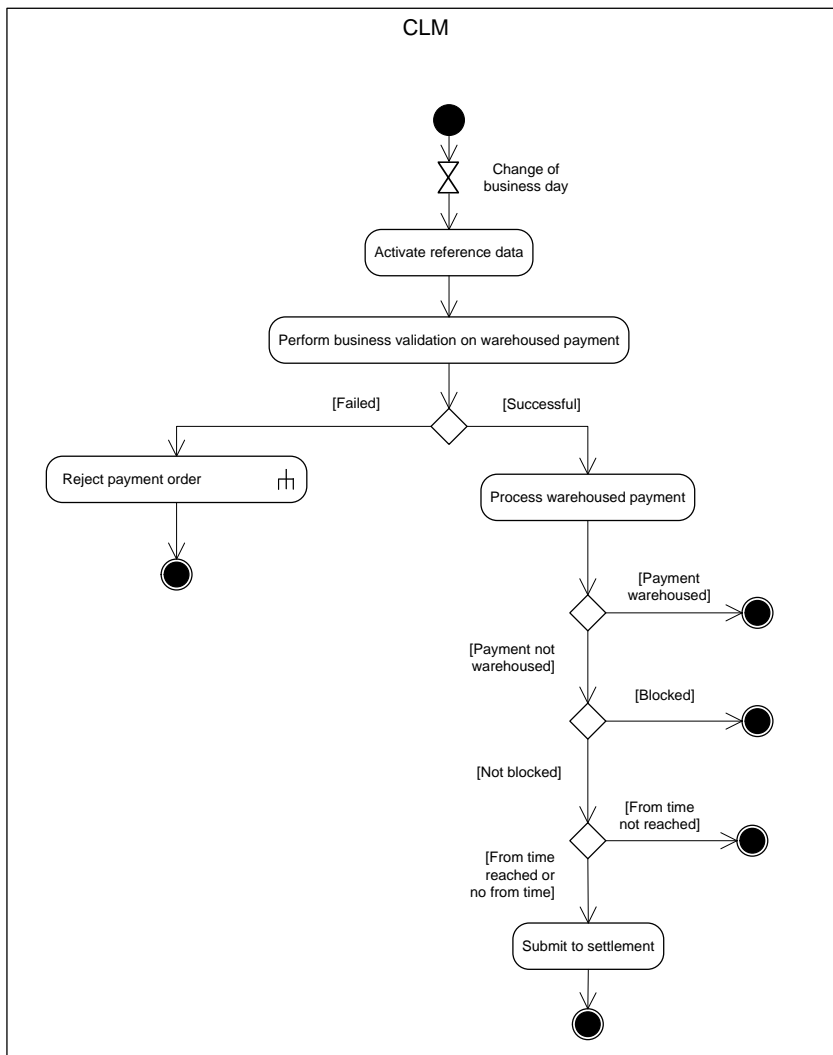 CLM
Change of
business day
Activate reference data
Perform business validation on warehoused payment
[Failed]
[Successful]
Reject payment order
Process warehoused payment
[Payment
warehoused]
[Payment not
warehoused]
[Blocked]
[Not blocked]
[From time
not reached]
[From time
reached or
no from time]
Submit to settlement